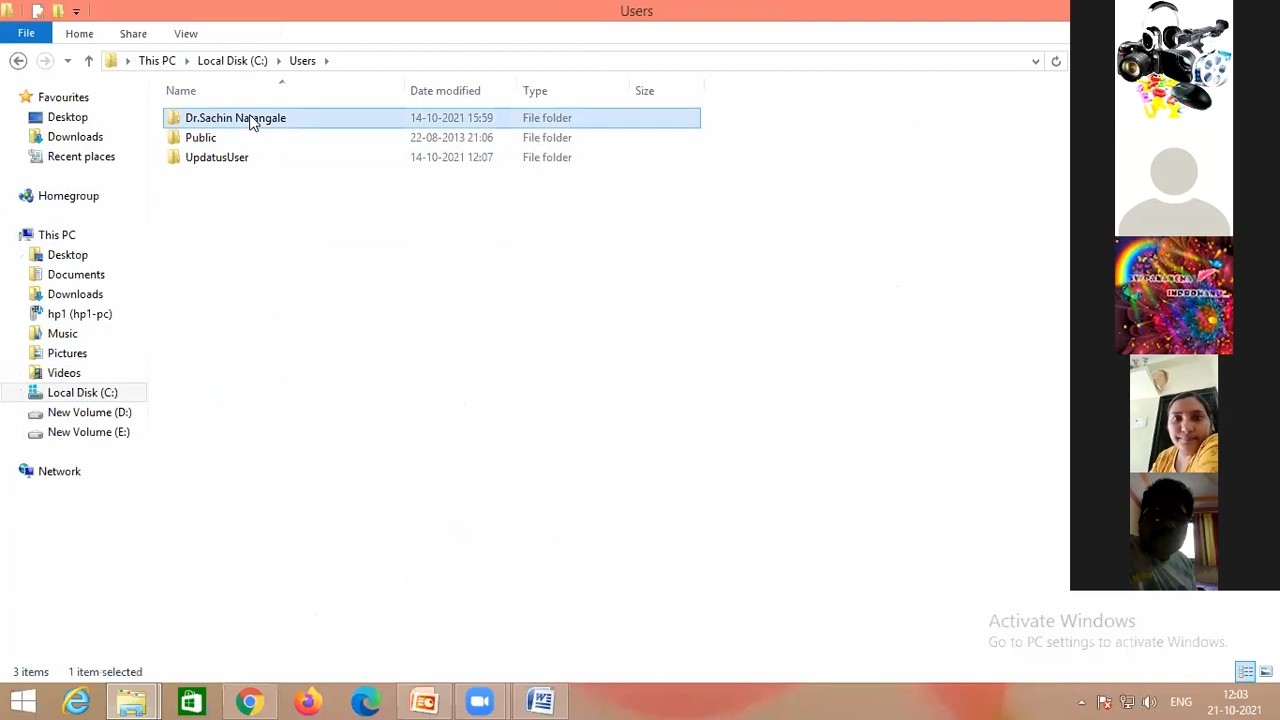 Users
File Home Share View
This PC Local Disk (C:) Users
Name Date modified Type Size
Dr.Sachin Narangale 14-10-2021 15:59 File folder
Public 22-08-2013 21:06 File folder
UpdatusUser 14-10-2021 12:07 File folder
Favourites
Desktop
Downloads
Recent places
Homegroup
This PC
Desktop
Documents
Downloads
hp1 (hp1-pc)
Music
Pictures
Videos
Local Disk (C:)
New Volume (D:)
New Volume (E:)
Network
Activate Windows
Go to PC settings to activate Windows.
3 items 1 item selected
ENG
12:03
21-10-2021